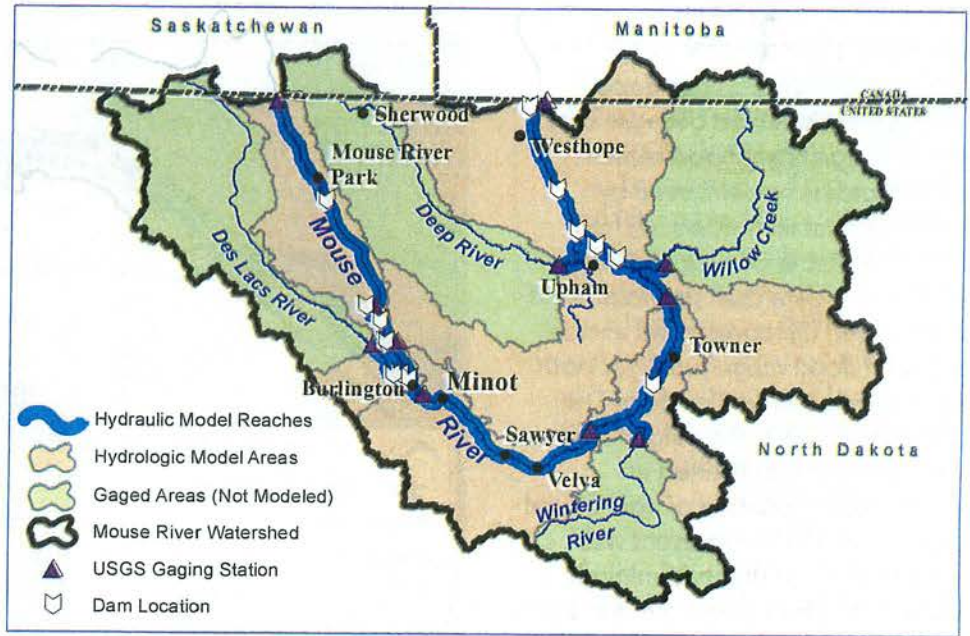 Saskatchewan
Manitoba
CANADA
UNITED STATES
Sherwood
Westhope
Mouse River
Park
Mouse
Deep River
Willow Creek
Des Lacs River
Upham
Towner
Burlington
Minot
River
Sawyer
Velva
North Dakota
Wintering
River
Hydraulic Model Reaches
Hydrologic Model Areas
Gaged Areas (Not Modeled)
Mouse River Watershed
USGS Gaging Station
Dam Location